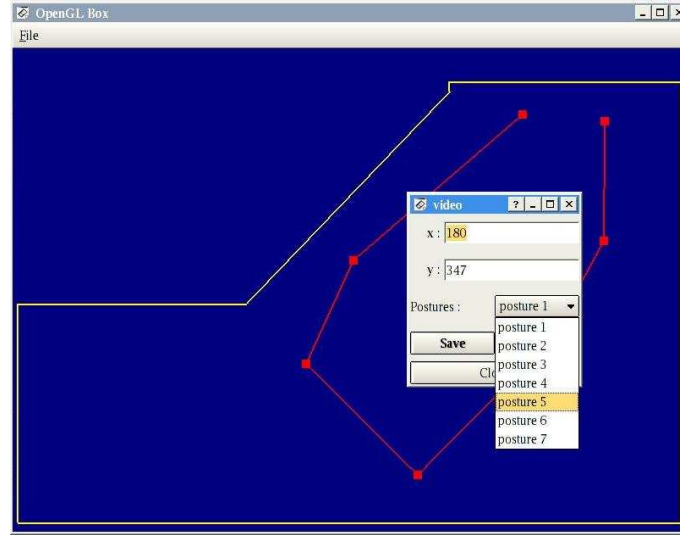 OpenGL Box
File
video
x : 180
y : 347
Postures : posture 1
posture 1
posture 2
Save
posture 3
posture 4
posture 5
posture 6
posture 7